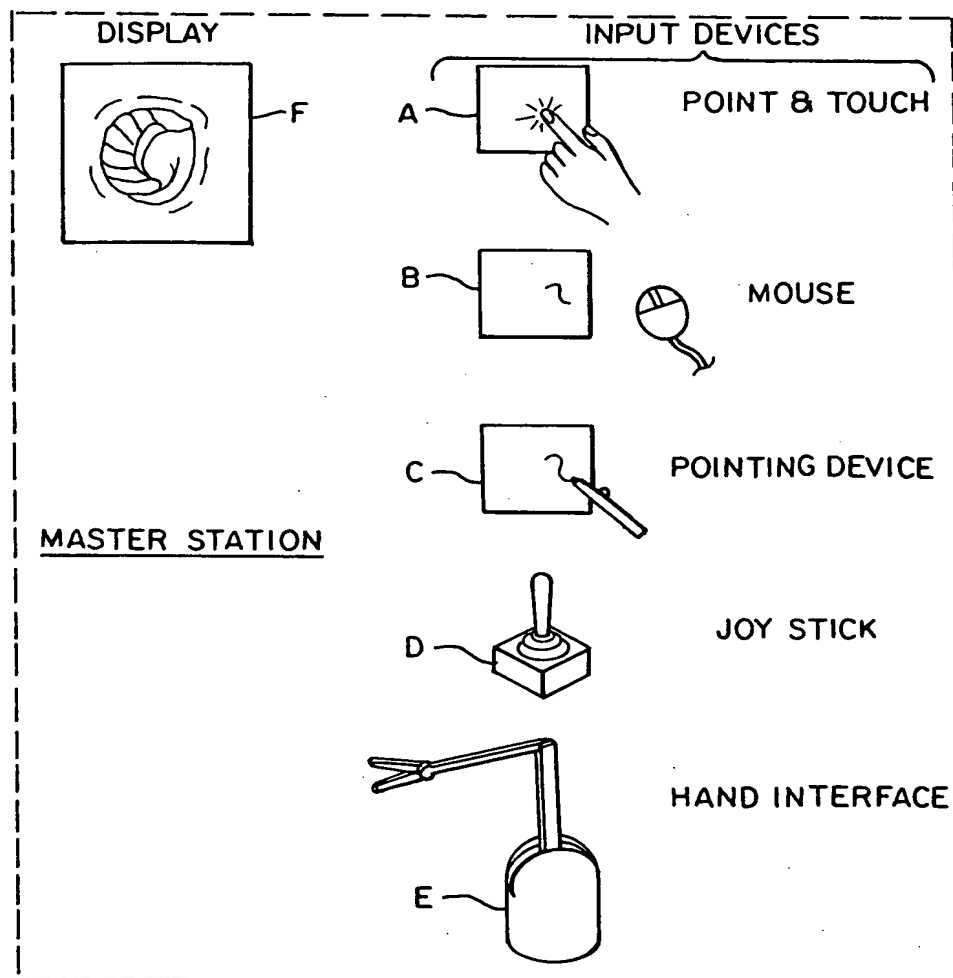 DISPLAY
INPUT DEVICES
F
A
POINT & TOUCH
B
MOUSE
C
POINTING DEVICE
MASTER STATION
D
JOY STICK
HAND INTERFACE
E